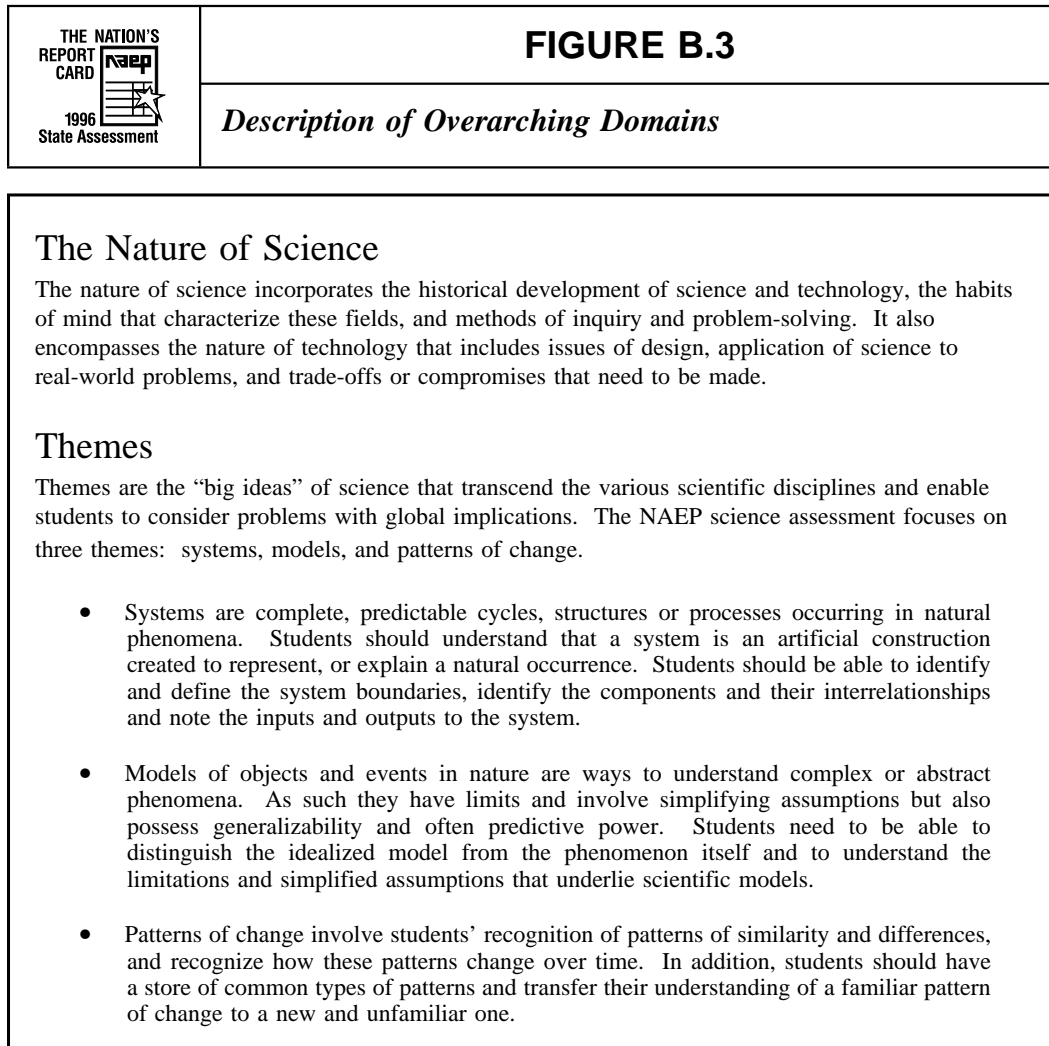 THE NATION'S
REPORT
CARD
naep
1996
State Assessment
FIGURE B.3
Description of Overarching Domains
The Nature of Science
The nature of science incorporates the historical development of science and technology, the habits
of mind that characterize these fields, and methods of inquiry and problem-solving. It also
encompasses the nature of technology that includes issues of design, application of science to
real-world problems, and trade-offs or compromises that need to be made.
Themes
Themes are the “big ideas” of science that transcend the various scientific disciplines and enable
students to consider problems with global implications. The NAEP science assessment focuses on
three themes: systems, models, and patterns of change.
• Systems are complete, predictable cycles, structures or processes occurring in natural
phenomena. Students should understand that a system is an artificial construction
created to represent, or explain a natural occurrence. Students should be able to identify
and define the system boundaries, identify the components and their interrelationships
and note the inputs and outputs to the system.
• Models of objects and events in nature are ways to understand complex or abstract
phenomena. As such they have limits and involve simplifying assumptions but also
possess generalizability and often predictive power. Students need to be able to
distinguish the idealized model from the phenomenon itself and to understand the
limitations and simplified assumptions that underlie scientific models.
• Patterns of change involve students’ recognition of patterns of similarity and differences,
and recognize how these patterns change over time. In addition, students should have
a store of common types of patterns and transfer their understanding of a familiar pattern
of change to a new and unfamiliar one.